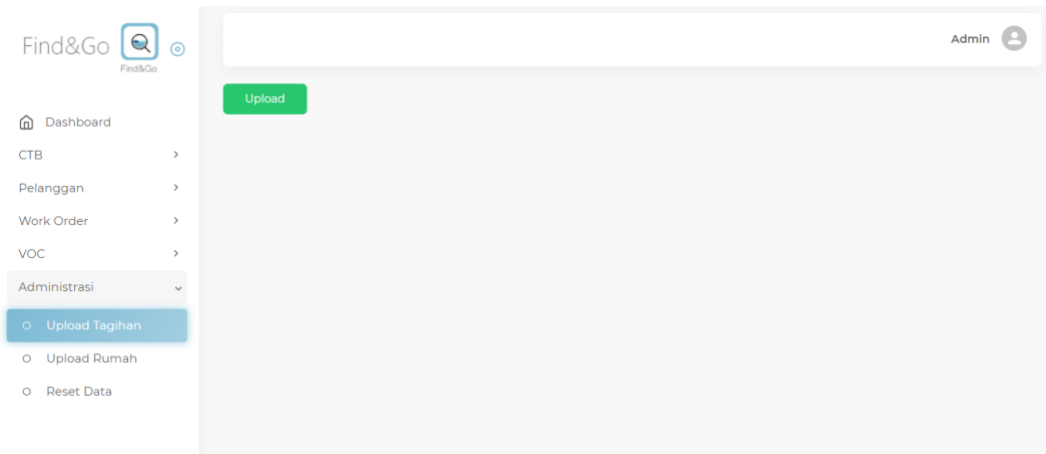 Find&Go
Find&Go
Admin
Upload
Dashboard
CTB
Pelanggan
Work Order
VOC
Administrasi
Upload Tagihan
Upload Rumah
Reset Data